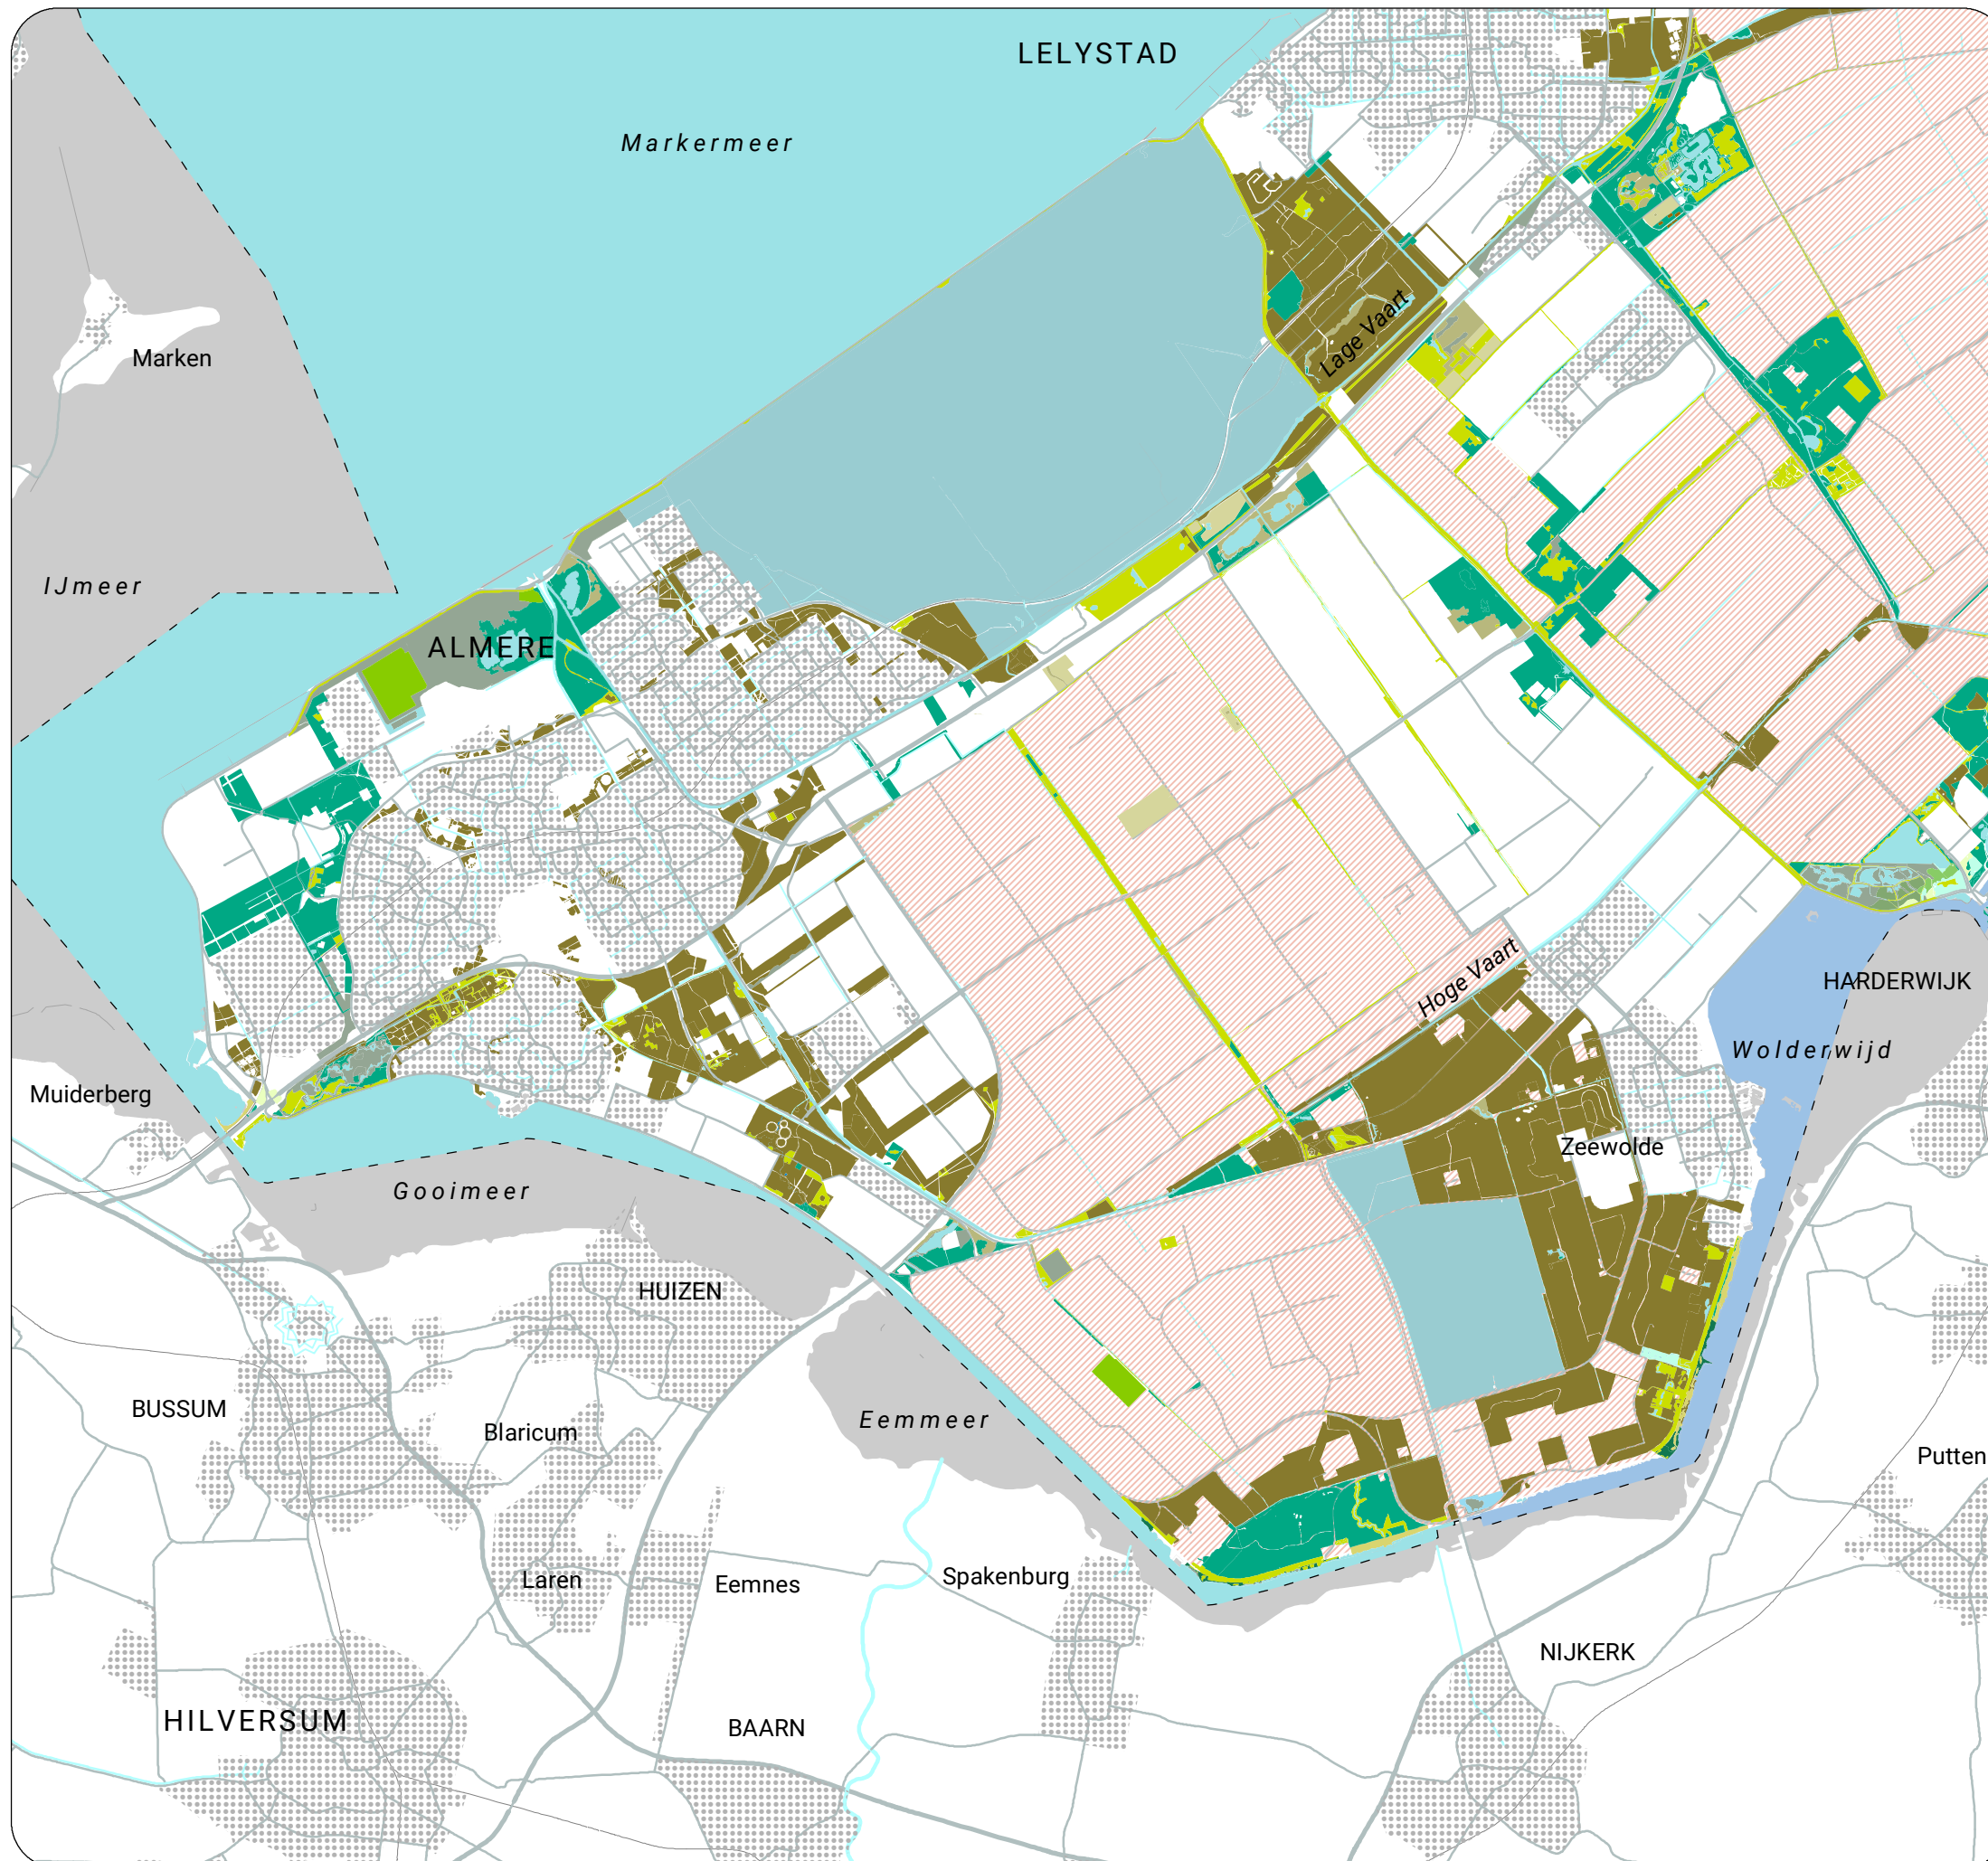 LELYSTAD
Markermeer
Lage Vaart
Marken
IJmeer
ALMERE
Hoge Vaart
HARDERWIJK
Wolderwijd
Muiderberg
Zeewolde
Gooimeer
HUIZEN
BUSSUM
Eemmeer
Blaricum
Putten
Laren
Eemnes
Spakenburg
NIJKERK
HILVERSUM
BAARN